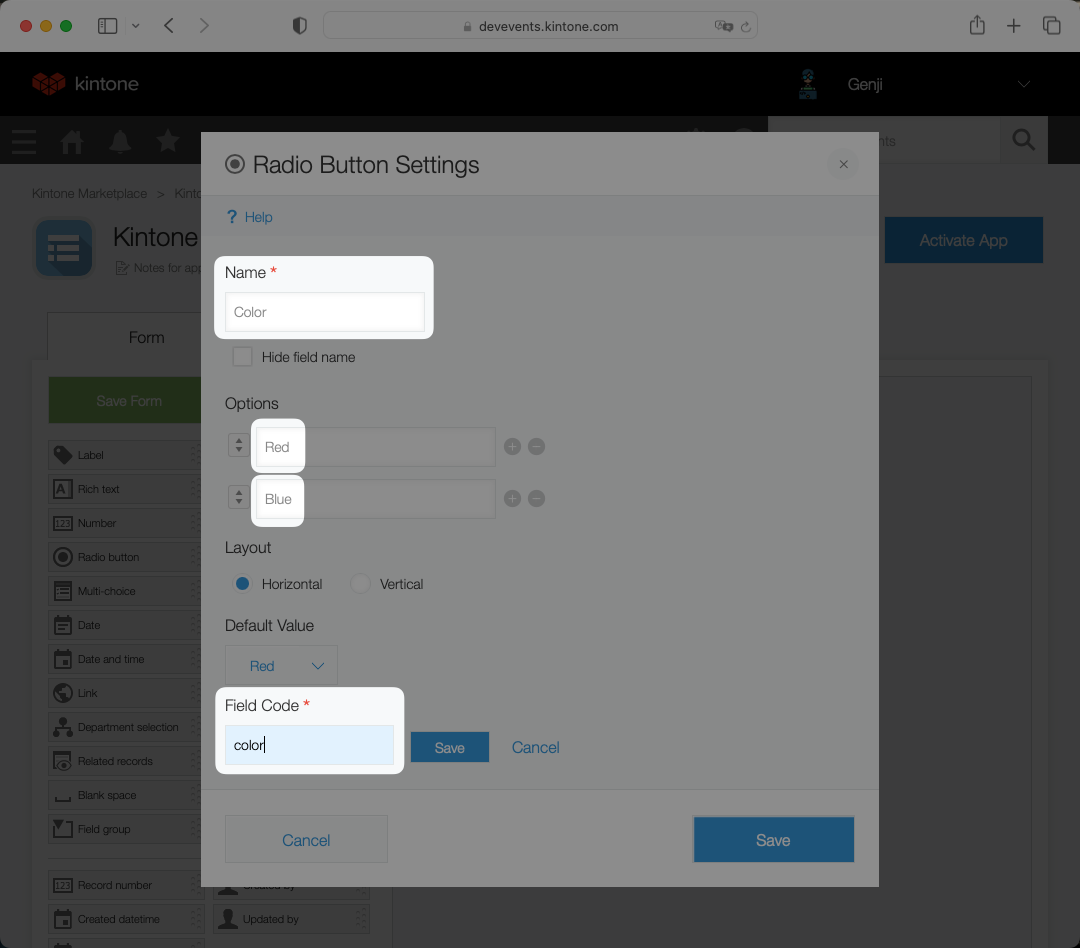 devevents.kintone.com
kintone
Genji
Kintone Marketplace >
Kintone
Activate App
Notes for app
Form
Save Form
Label
Rich text
Number
Radio button
Multi-choice
Date
Date and time
Link
Department selection
Related records
Blank space
Field group
Record number
Created by
Created datetime
Updated by
Radio Button Settings
×
? Help
Name *
Color
Hide field name
Options
Red
Blue
Layout
Horizontal Vertical
Default Value
Red
Field Code *
color
Save Cancel
Cancel Save